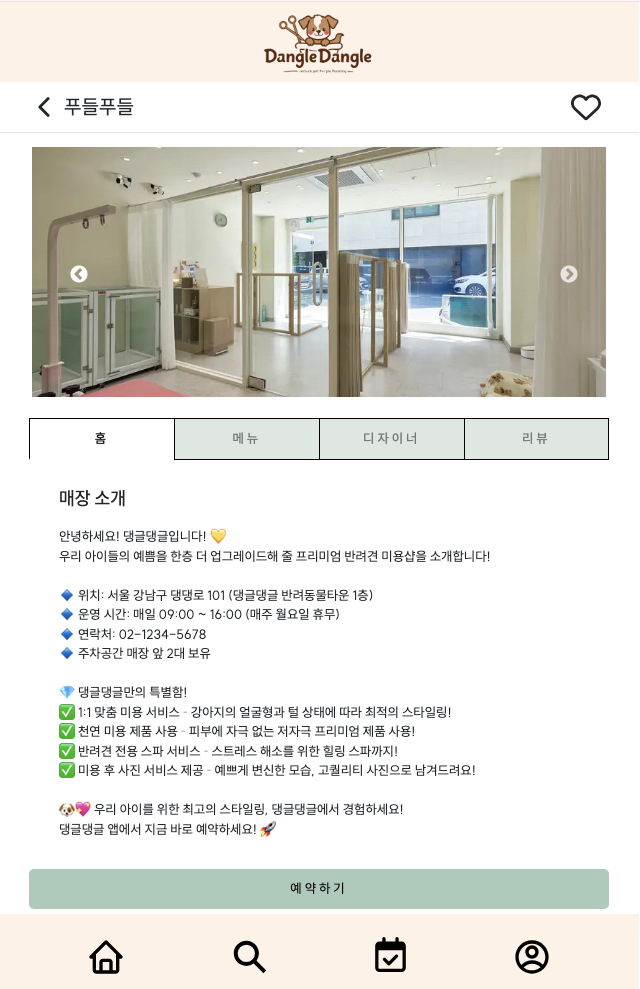 DangleDangle
푸들푸들
홈
메뉴
디자이너
리뷰
매장 소개
안녕하세요! 댕글댕글입니다! 💛
우리 아이들의 예쁨을 한층 더 업그레이드해 줄 프리미엄 반려견 미용샵을 소개합니다!
🔹 위치: 서울 강남구 댕댕로 101 (댕글댕글 반려동물타운 1층)
🔹 운영 시간: 매일 09:00 ~ 16:00 (매주 월요일 휴무)
🔹 연락처: 02-1234-5678
🔹 주차공간 매장 앞 2대 보유
💎 댕글댕글만의 특별함!
✅ 1:1 맞춤 미용 서비스 - 강아지의 얼굴형과 털 상태에 따라 최적의 스타일링!
✅ 천연 미용 제품 사용 - 피부에 자극 없는 저자극 프리미엄 제품 사용!
✅ 반려견 전용 스파 서비스 - 스트레스 해소를 위한 힐링 스파까지!
✅ 미용 후 사진 서비스 제공 - 예쁘게 변신한 모습, 고퀄리티 사진으로 남겨드려요!
🐶💖 우리 아이를 위한 최고의 스타일링, 댕글댕글에서 경험하세요!
댕글댕글 앱에서 지금 바로 예약하세요! 🚀
예약하기